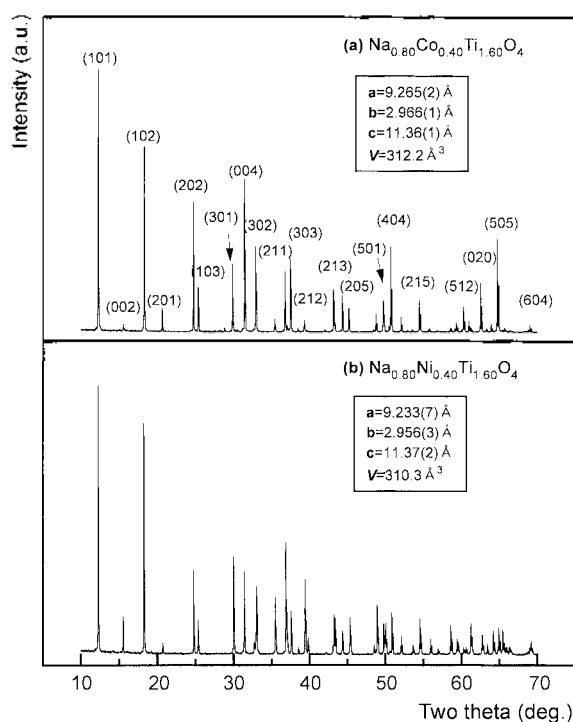 Intensity (a.u.)
(a) Na0.80Co0.40Ti1.60O4
a=9.265(2) Å
b=2.966(1) Å
c=11.36(1) Å
V=312.2 Å3
(101)
(102)
(004)
(202)
(404)
(301)
(302)
(303)
(505)
(211)
(501)
(020)
103)
(213)
(215)
(512)
(002)
(201)
(212)
(205)
(604)
(b) Na0.80Ni0.40Ti1.60O4
a=9.233(7) Å
b=2.956(3) Å
c=11.37(2) Å
V=310.3 Å3
10 20 30 40 50 60 70
Two theta (deg.)